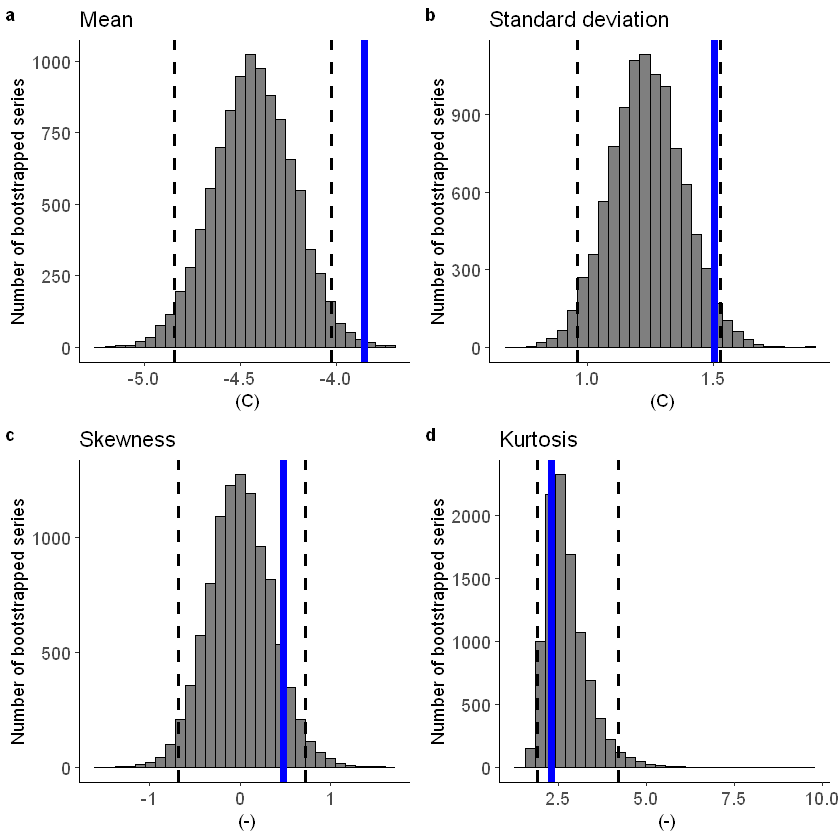 a Mean
Number of bootstrapped series
1000
750
500
250
0
-5.0 -4.5 -4.0
(C)
b Standard deviation
Number of bootstrapped series
900
600
300
0
1.0 1.5
(C)
c Skewness
Number of bootstrapped series
1000
500
0
-1 0 1
(-)
d Kurtosis
Number of bootstrapped series
2000
1500
1000
500
0
2.5 5.0 7.5 10.0
(-)